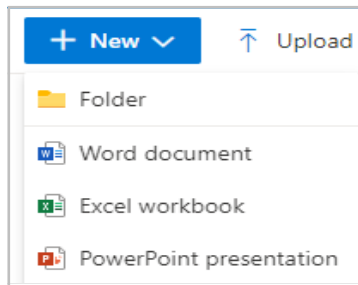 + New Upload
Folder
Word document
Excel workbook
PowerPoint presentation